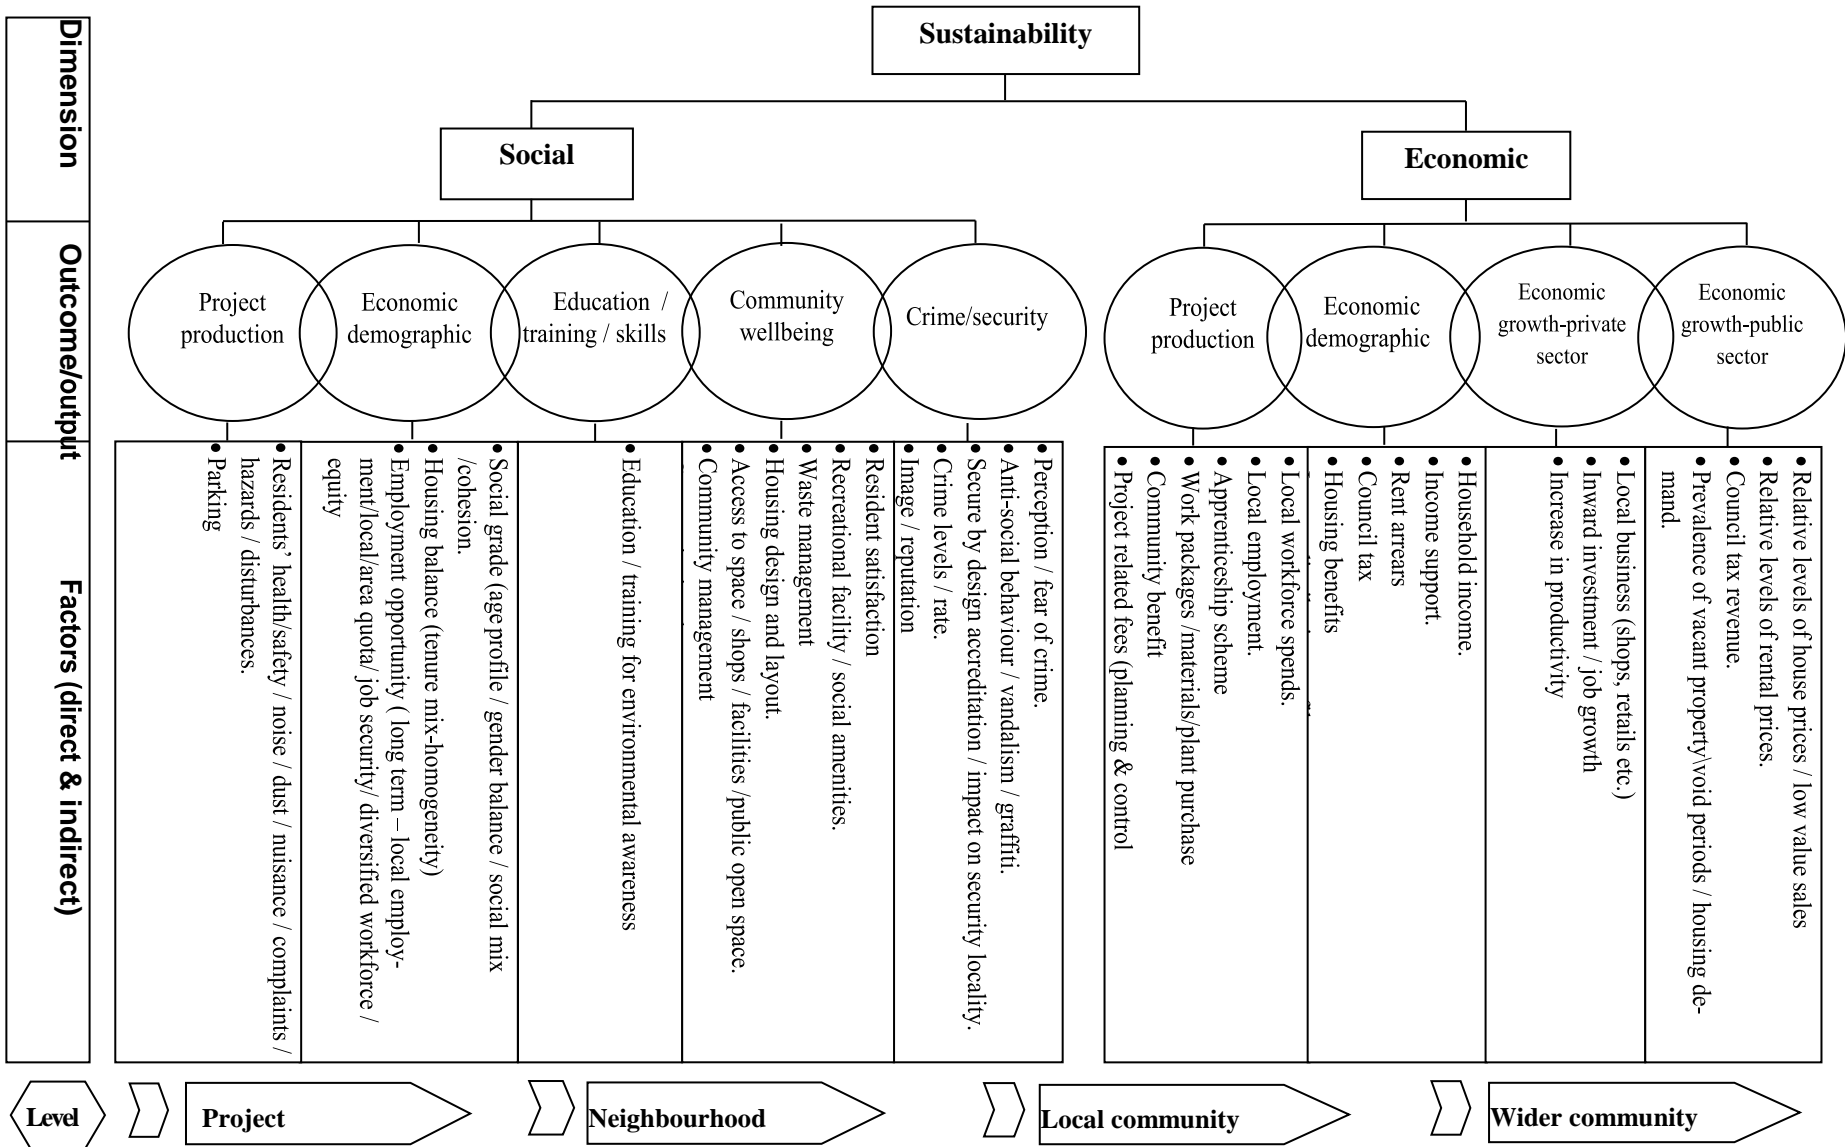 Dimension
Outcome/output
Factors (direct & indirect)
Sustainability
Social
Economic
Project
production
Economic
demographic
Education /
training / skills
Community
wellbeing
Crime/security
Project
production
Economic
demographic
Economic
growth-private
sector
Economic
growth-public
sector
• Residents’ health/safety / noise / dust / nuisance / complaints /
hazards / disturbances.
• Parking
• Social grade (age profile / gender balance / social mix
/cohesion.
• Housing balance (tenure mix-homogeneity)
• Employment opportunity ( long term – local employ-
ment/local/area quota/ job security/ diversified workforce /
equity
• Education / training for environmental awareness
• Resident satisfaction
• Recreational facility / social amenities.
• Waste management
• Housing design and layout.
• Access to space / shops / facilities /public open space.
• Community management
• Perception / fear of crime.
• Anti-social behaviour / vandalism / graffiti.
• Secure by design accreditation / impact on security locality.
• Crime levels / rate.
• Image / reputation
• Local workforce spends.
• Local employment.
• Apprenticeship scheme
• Work packages /materials/plant purchase
• Community benefit
• Project related fees (planning & control
• Household income.
• Income support.
• Rent arrears
• Council tax
• Housing benefits
• Local business (shops, retails etc.)
• Inward investment / job growth
• Increase in productivity
• Relative levels of house prices / low value sales
• Relative levels of rental prices.
• Council tax revenue.
• Prevalence of vacant property\void periods / housing de-
mand.
Level
Project
Neighbourhood
Local community
Wider community